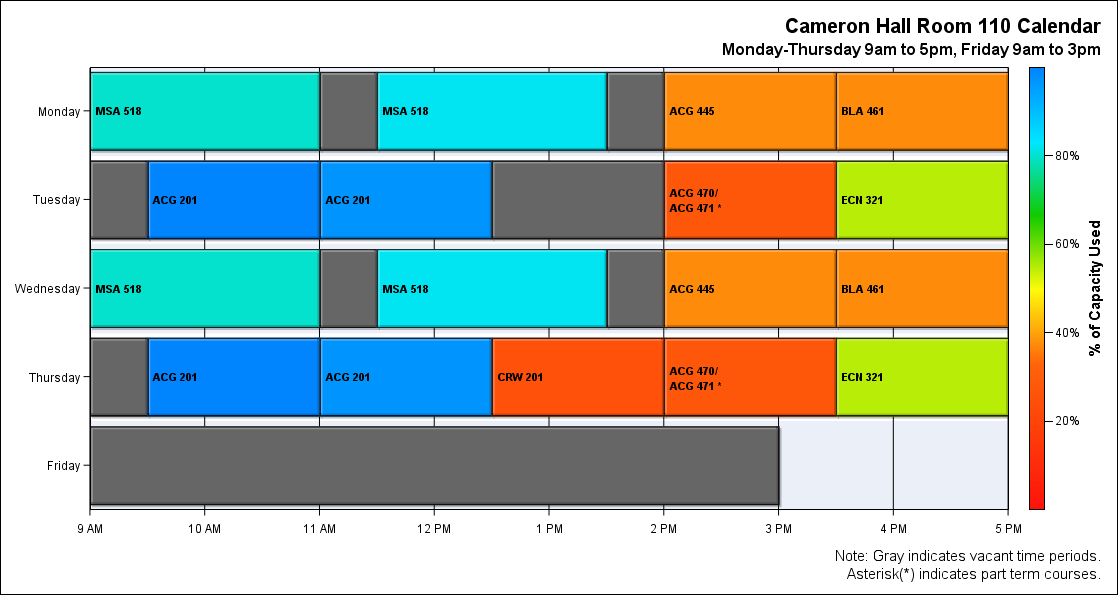 Cameron Hall Room 110 Calendar
Monday-Thursday 9am to 5pm, Friday 9am to 3pm
Monday
MSA 518
MSA 518
ACG 445
BLA 461
Tuesday
ACG 201
ACG 201
ACG 470/
ACG 471 *
ECN 321
Wednesday
MSA 518
MSA 518
ACG 445
BLA 461
Thursday
ACG 201
ACG 201
CRW 201
ACG 470/
ACG 471 *
ECN 321
Friday
9 AM
10 AM
11 AM
12 PM
1 PM
2 PM
3 PM
4 PM
5 PM
80%
60%
40%
20%
% of Capacity Used
Note: Gray indicates vacant time periods.
Asterisk(*) indicates part term courses.